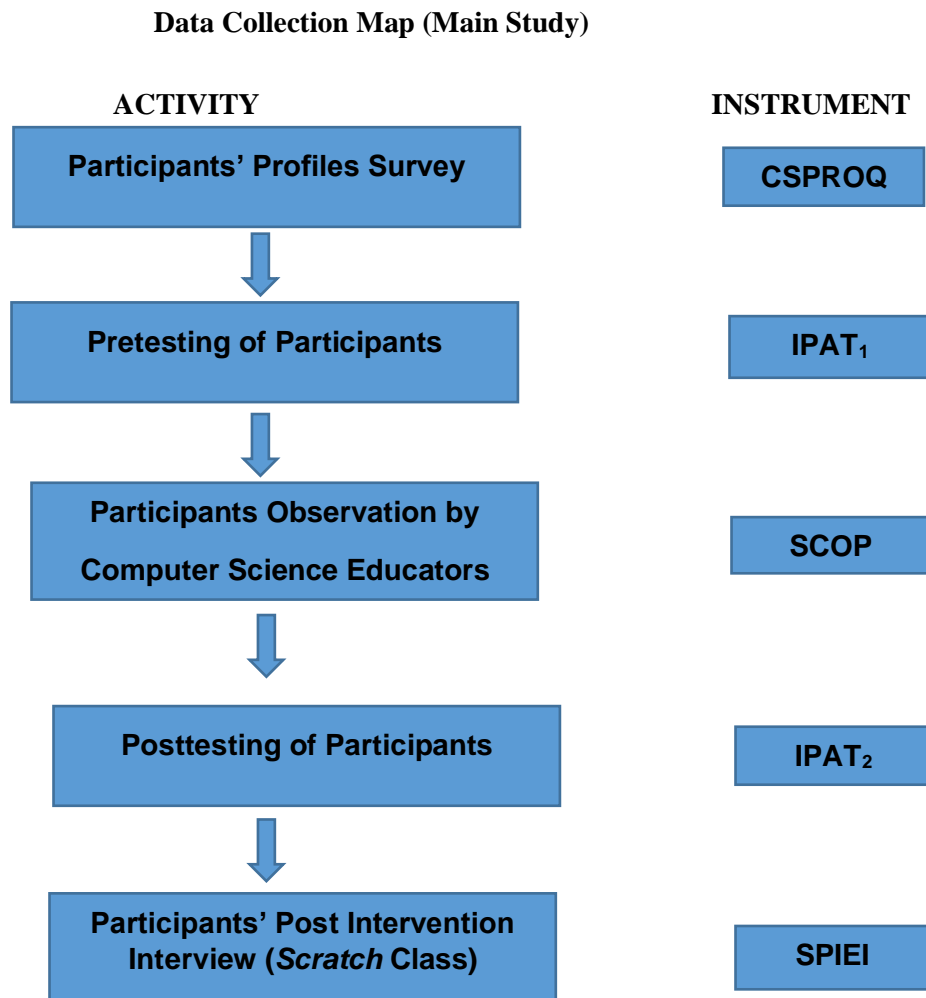 Data Collection Map (Main Study)
ACTIVITY INSTRUMENT
Participants’ Profiles Survey
CSPROQ
Pretesting of Participants
IPAT₁
Participants Observation by
Computer Science Educators
SCOP
Posttesting of Participants
IPAT₂
Participants’ Post Intervention
Interview (Scratch Class)
SPIEI